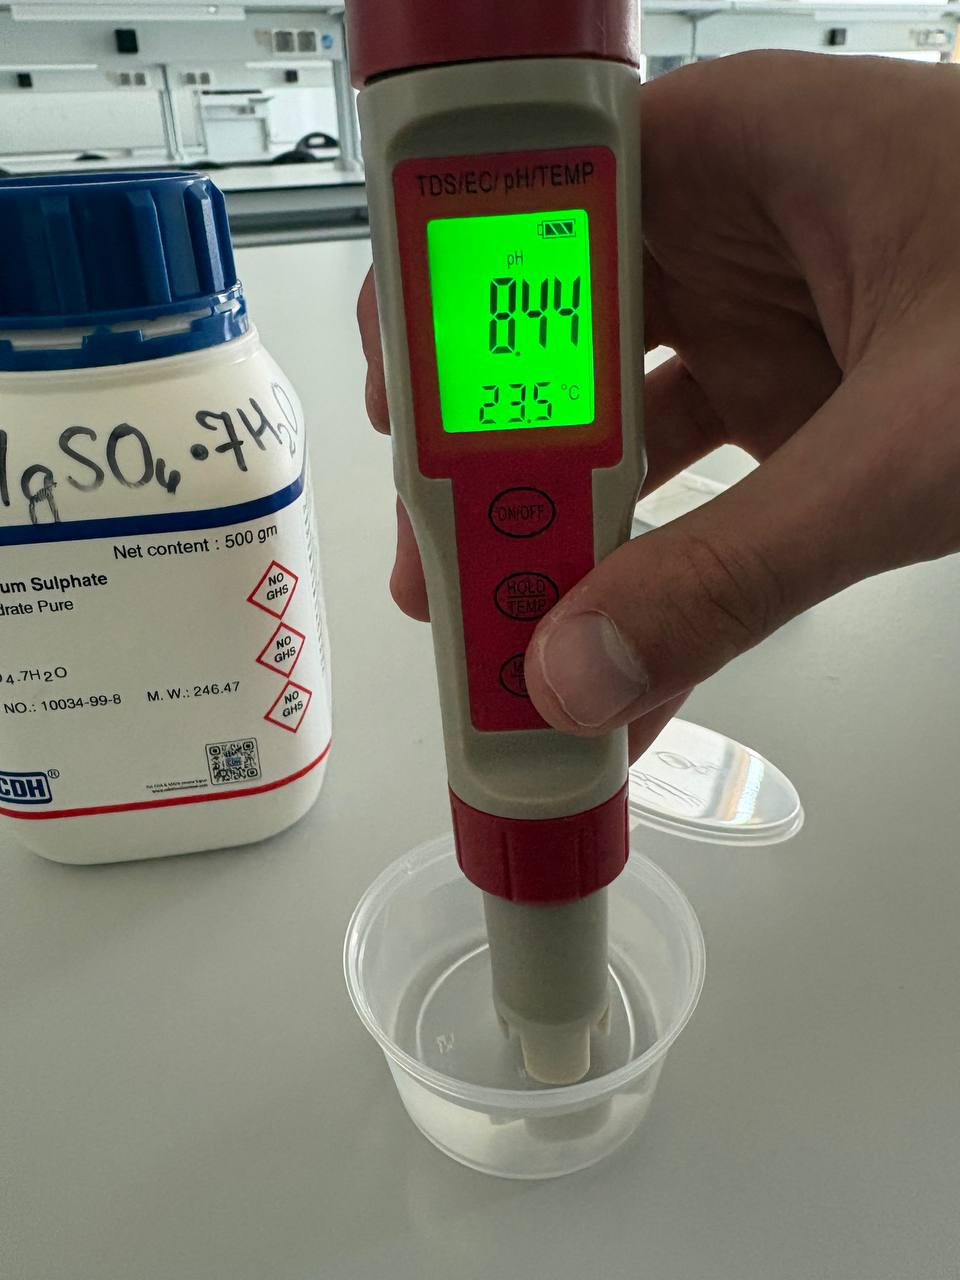 TDS/EC/pH/TEMP
pH
8.44
23.5 °C
ON/OFF
HOLD
TEMP
gSO4·7H2O
Net content : 500 gm
um Sulphate
drate Pure
NO
GHS
NO
GHS
NO
GHS
4.7H2O
NO.: 10034-99-8 M. W.: 246.47
CDH®